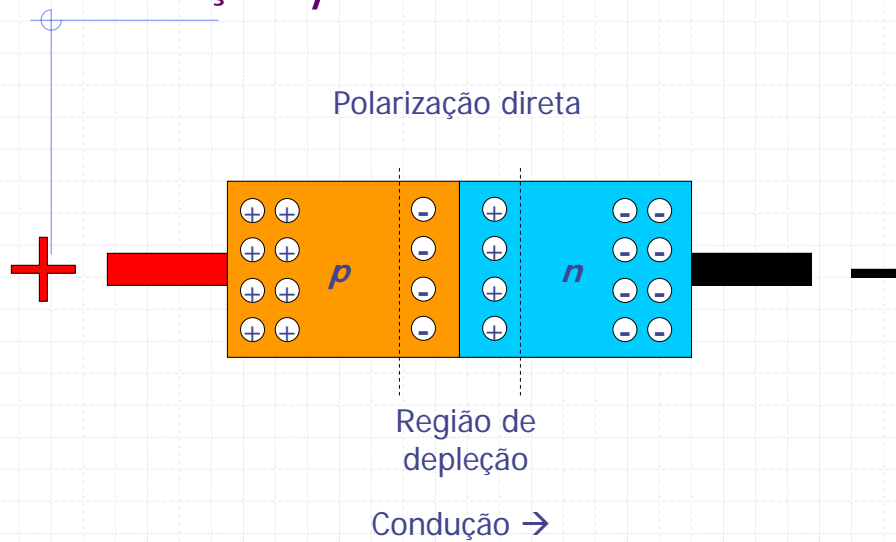 Polarização direta
p n
Região de
depleção
Condução →